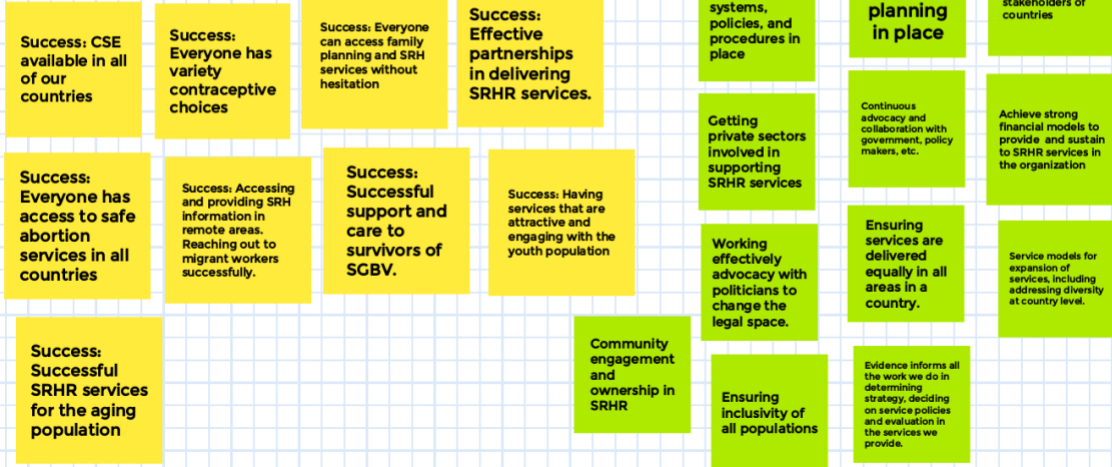 Success: CSE
available in all
of our
countries
Success:
Everyone has
variety
contraceptive
choices
Success: Everyone
can access family
planning and SRH
services without
hesitation
Success:
Effective
partnerships
in delivering
SRHR services.
Success:
Everyone has
access to safe
abortion
services in all
countries
Success: Accessing
and providing SRH
information in
remote areas.
Reaching out to
migrant workers
successfully.
Success:
Successful
support and
care to
survivors of
SGBV.
Success: Having
services that are
attractive and
engaging with the
youth population
Success:
Successful
SRHR services
for the aging
population
systems,
policies, and
procedures in
place
planning
in place
stakeholders of
countries
Getting
private sectors
involved in
supporting
SRHR services
Continuous
advocacy and
collaboration with
government, policy
makers, etc.
Achieve strong
financial models to
provide and sustain
to SRHR services in
the organization
Working
effectively
advocacy with
politicians to
change the
legal space.
Ensuring
services are
delivered
equally in all
areas in a
country.
Service models for
expansion of
services, including
addressing diversity
at country level.
Community
engagement
and
ownership in
SRHR
Ensuring
inclusivity of
all populations
Evidence informs all
the work we do in
determining
strategy, deciding
on service policies
and evaluation in
the services we
provide.